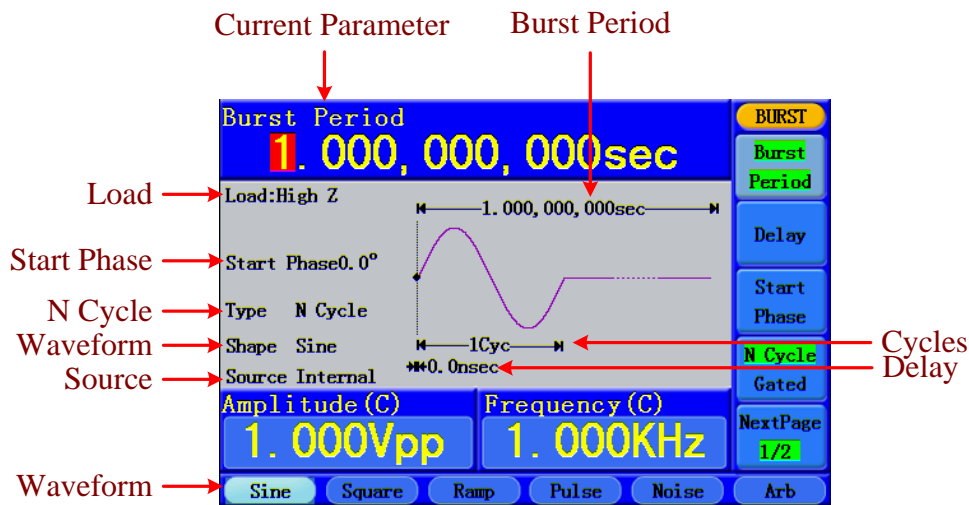 Current Parameter
Burst Period
Burst Period
1.000,000,000sec
BURST
Burst
Period
Delay
Start
Phase
N Cycle
Gated
NextPage
1/2
Load
Load:High Z
1.000,000,000sec
Start Phase
Start Phase0.0°
N Cycle
Type N Cycle
Waveform
Shape Sine
1Cyc
Cycles
Source
Source Internal
0.0nsec
Delay
Amplitude(C)
1.000Vpp
Frequency(C)
1.000KHz
Waveform
Sine
Square
Ramp
Pulse
Noise
Arb